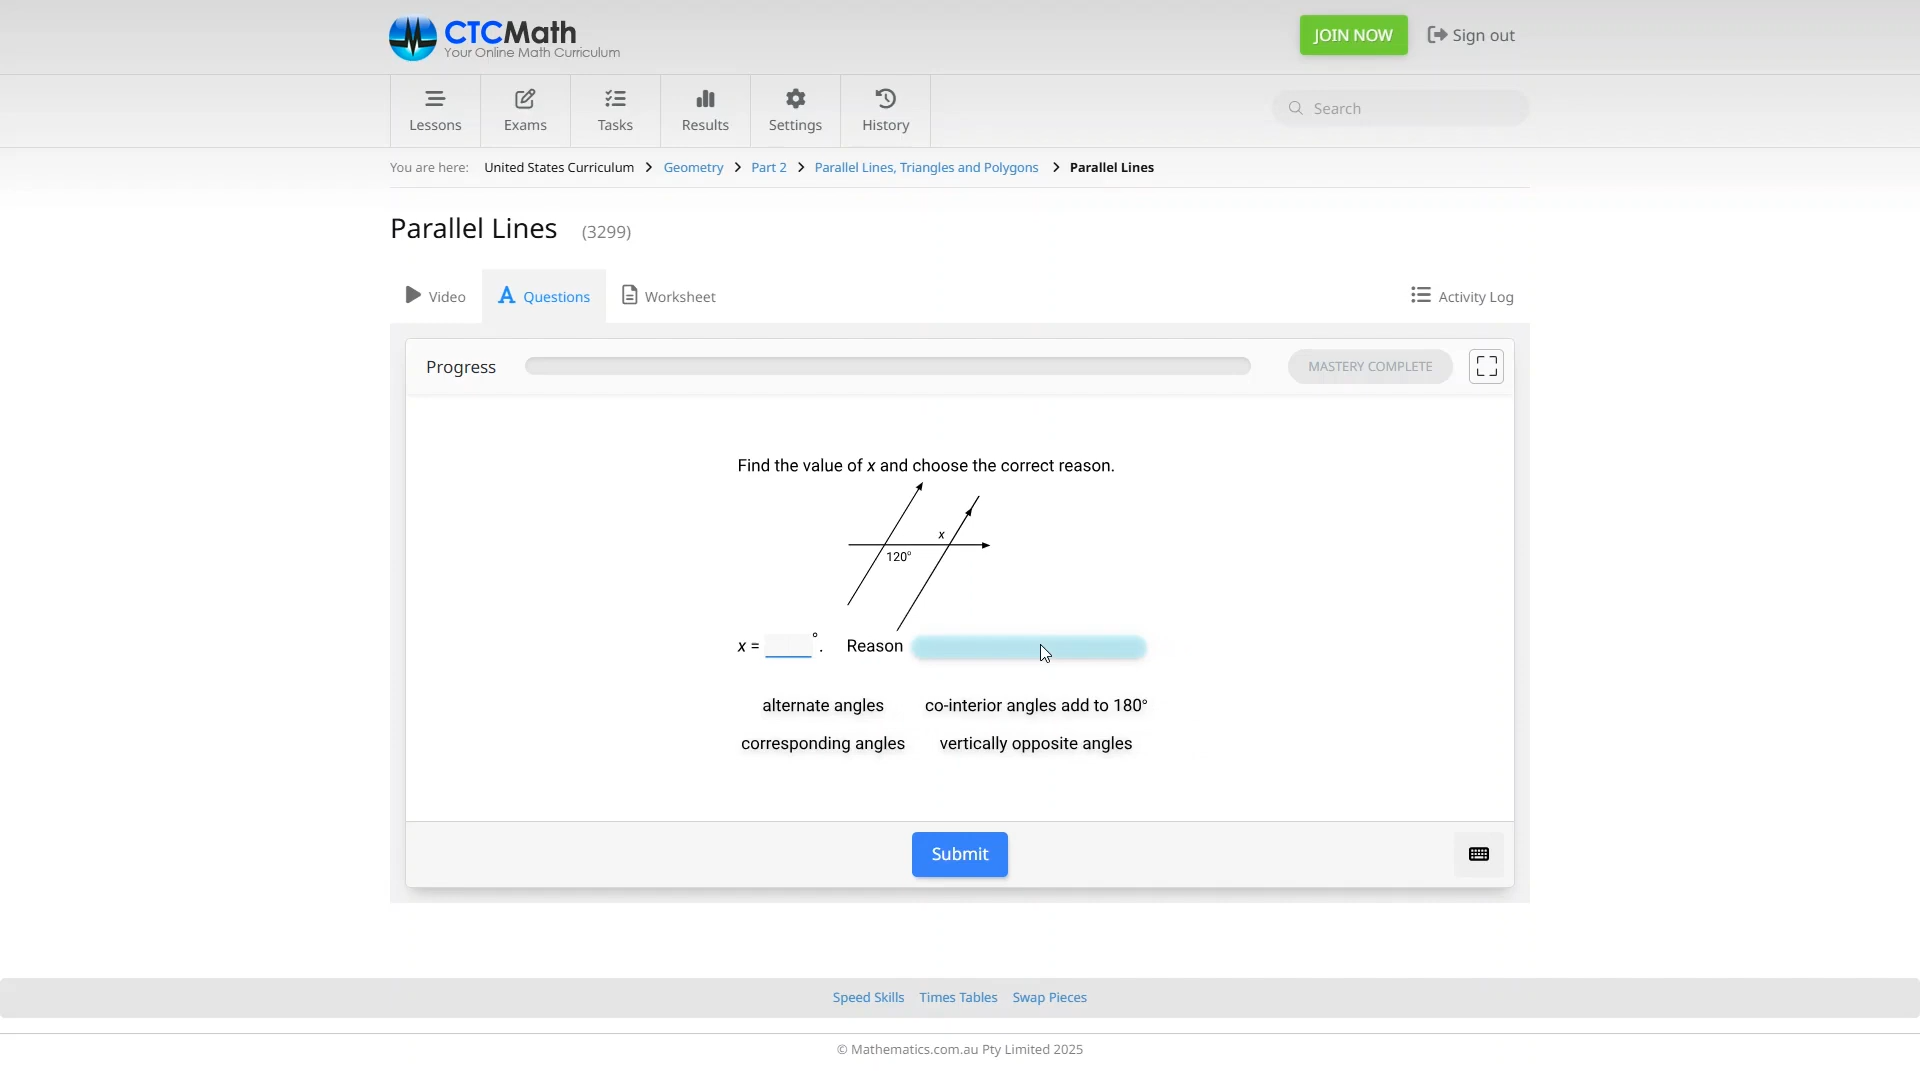 CTCMath
Your Online Math Curriculum
JOIN NOW
Sign out
Lessons
Exams
Tasks
Results
Settings
History
Search
You are here: United States Curriculum > Geometry > Part 2 > Parallel Lines, Triangles and Polygons > Parallel Lines
Parallel Lines (3299)
Video
Questions
Worksheet
Activity Log
Progress
MASTERY COMPLETE
Find the value of x and choose the correct reason.
x
120°
x = ° . Reason
alternate angles
co-interior angles add to 180°
corresponding angles
vertically opposite angles
Submit
Speed Skills Times Tables Swap Pieces
© Mathematics.com.au Pty Limited 2025